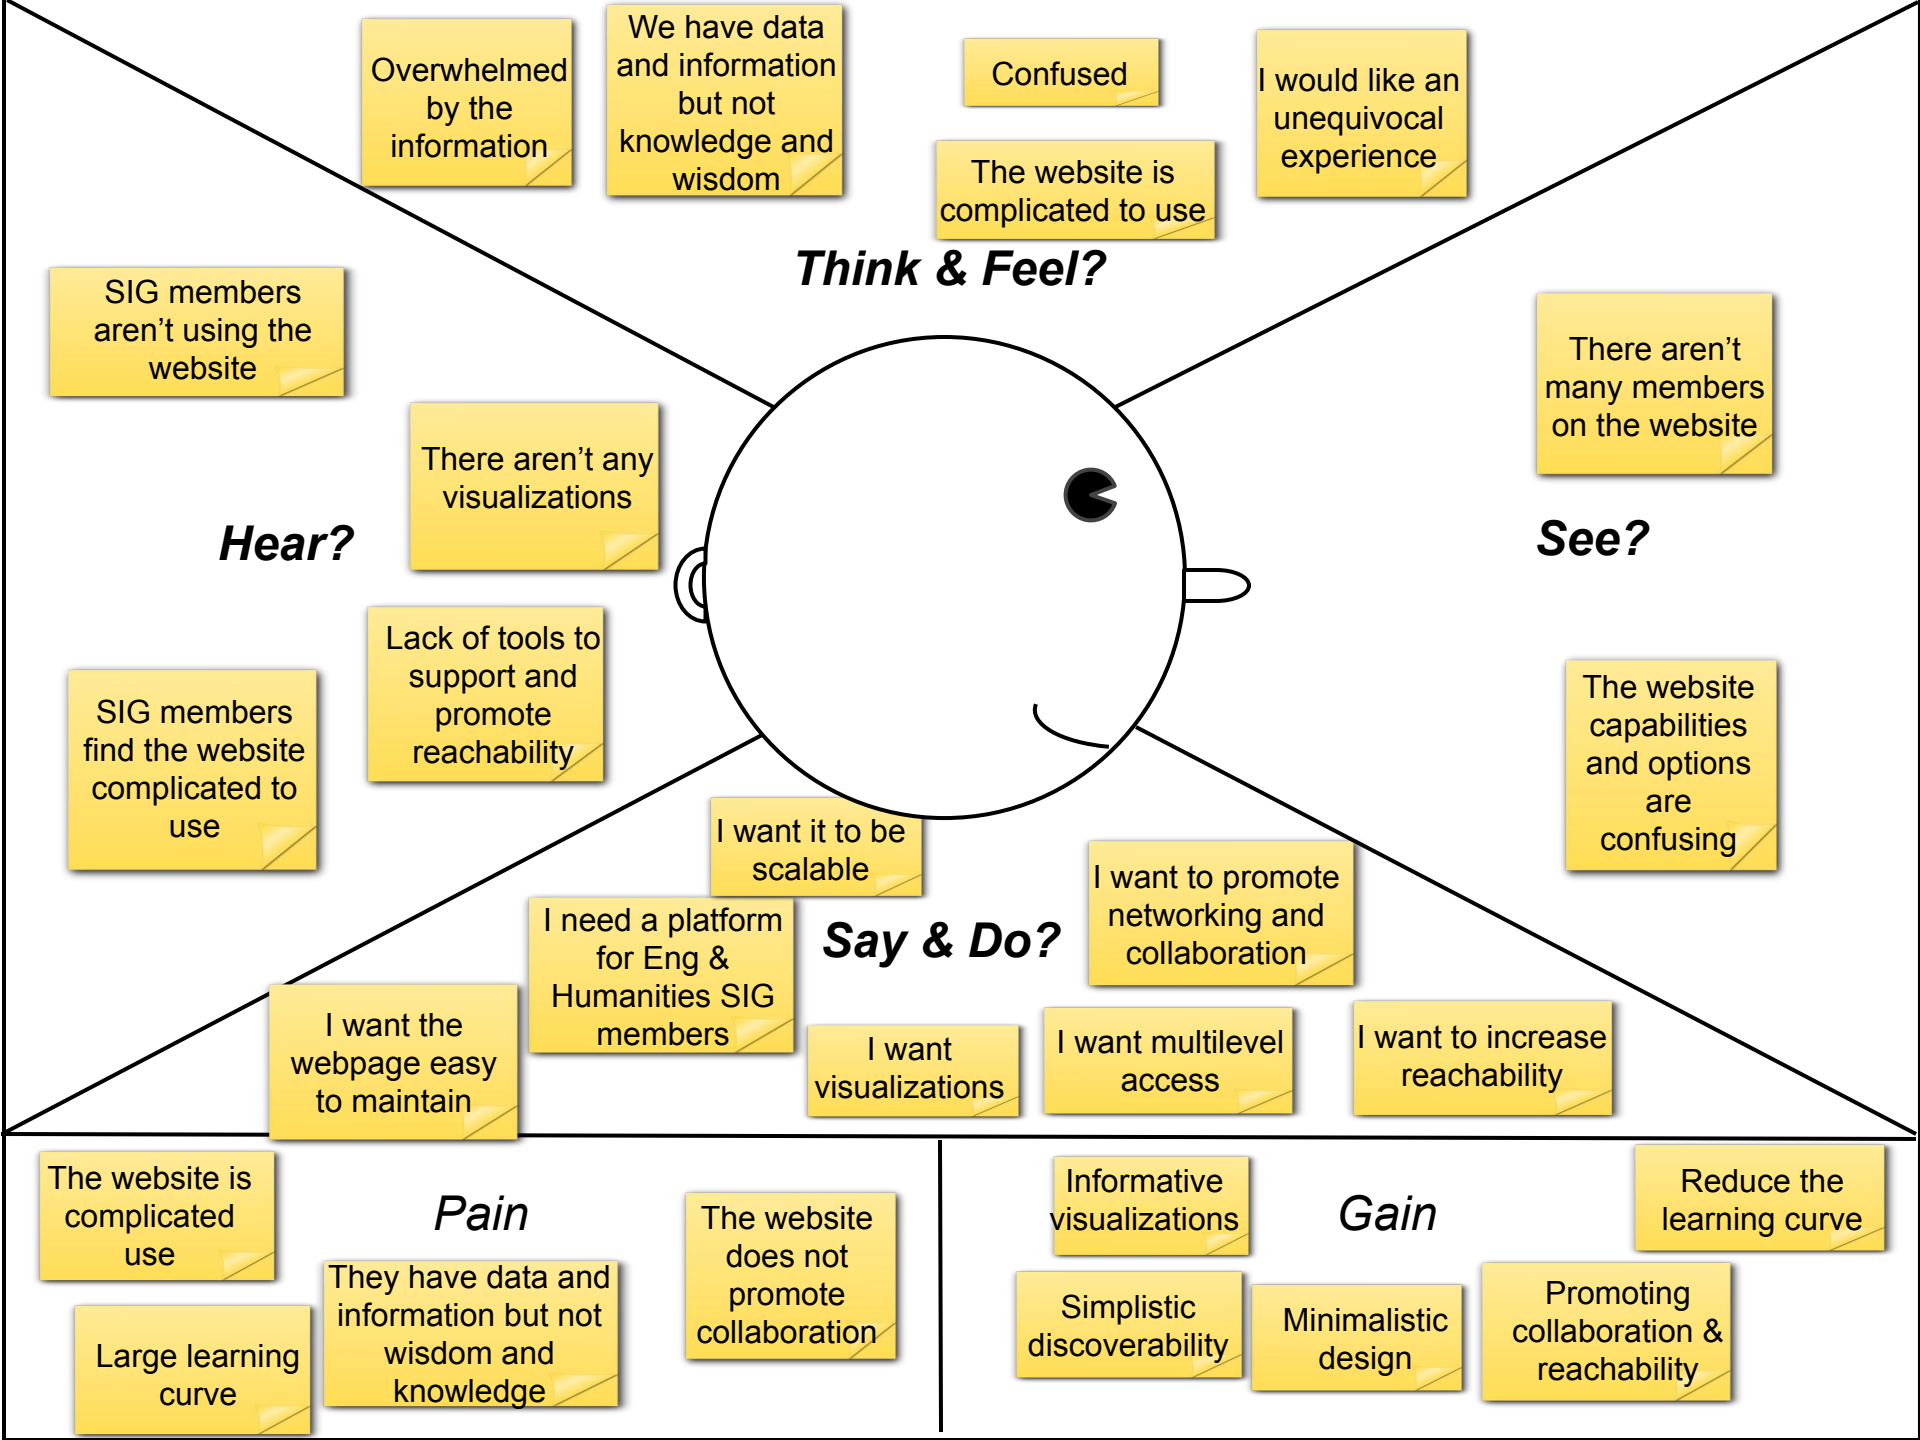 Overwhelmed
by the
information
We have data
and information
but not
knowledge and
wisdom
Confused
The website is
complicated to use
I would like an
unequivocal
experience
Think & Feel?
SIG members
aren't using the
website
There aren't any
visualizations
Hear?
Lack of tools to
support and
promote
reachability
SIG members
find the website
complicated to
use
There aren't
many members
on the website
See?
The website
capabilities
and options
are
confusing
I want it to be
scalable
I need a platform
for Eng &
Humanities SIG
members
Say & Do?
I want to promote
networking and
collaboration
I want the
webpage easy
to maintain
I want
visualizations
I want multilevel
access
I want to increase
reachability
The website is
complicated
use
Pain
The website
does not
promote
collaboration
Large learning
curve
They have data and
information but not
wisdom and
knowledge
Informative
visualizations
Gain
Reduce the
learning curve
Simplistic
discoverability
Minimalistic
design
Promoting
collaboration &
reachability